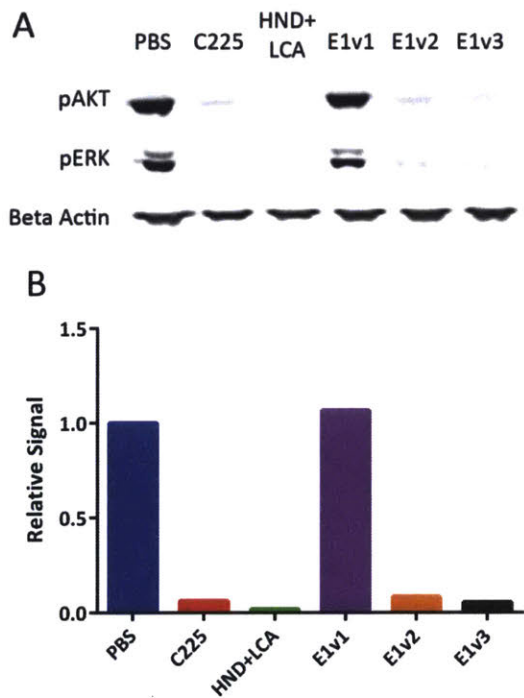 A
PBS C225 HND+ LCA E1v1 E1v2 E1v3
pAKT
pERK
Beta Actin
B
Relative Signal
1.5
1.0
0.5
0.0
PBS C225 HND+LCA E1v1 E1v2 E1v3